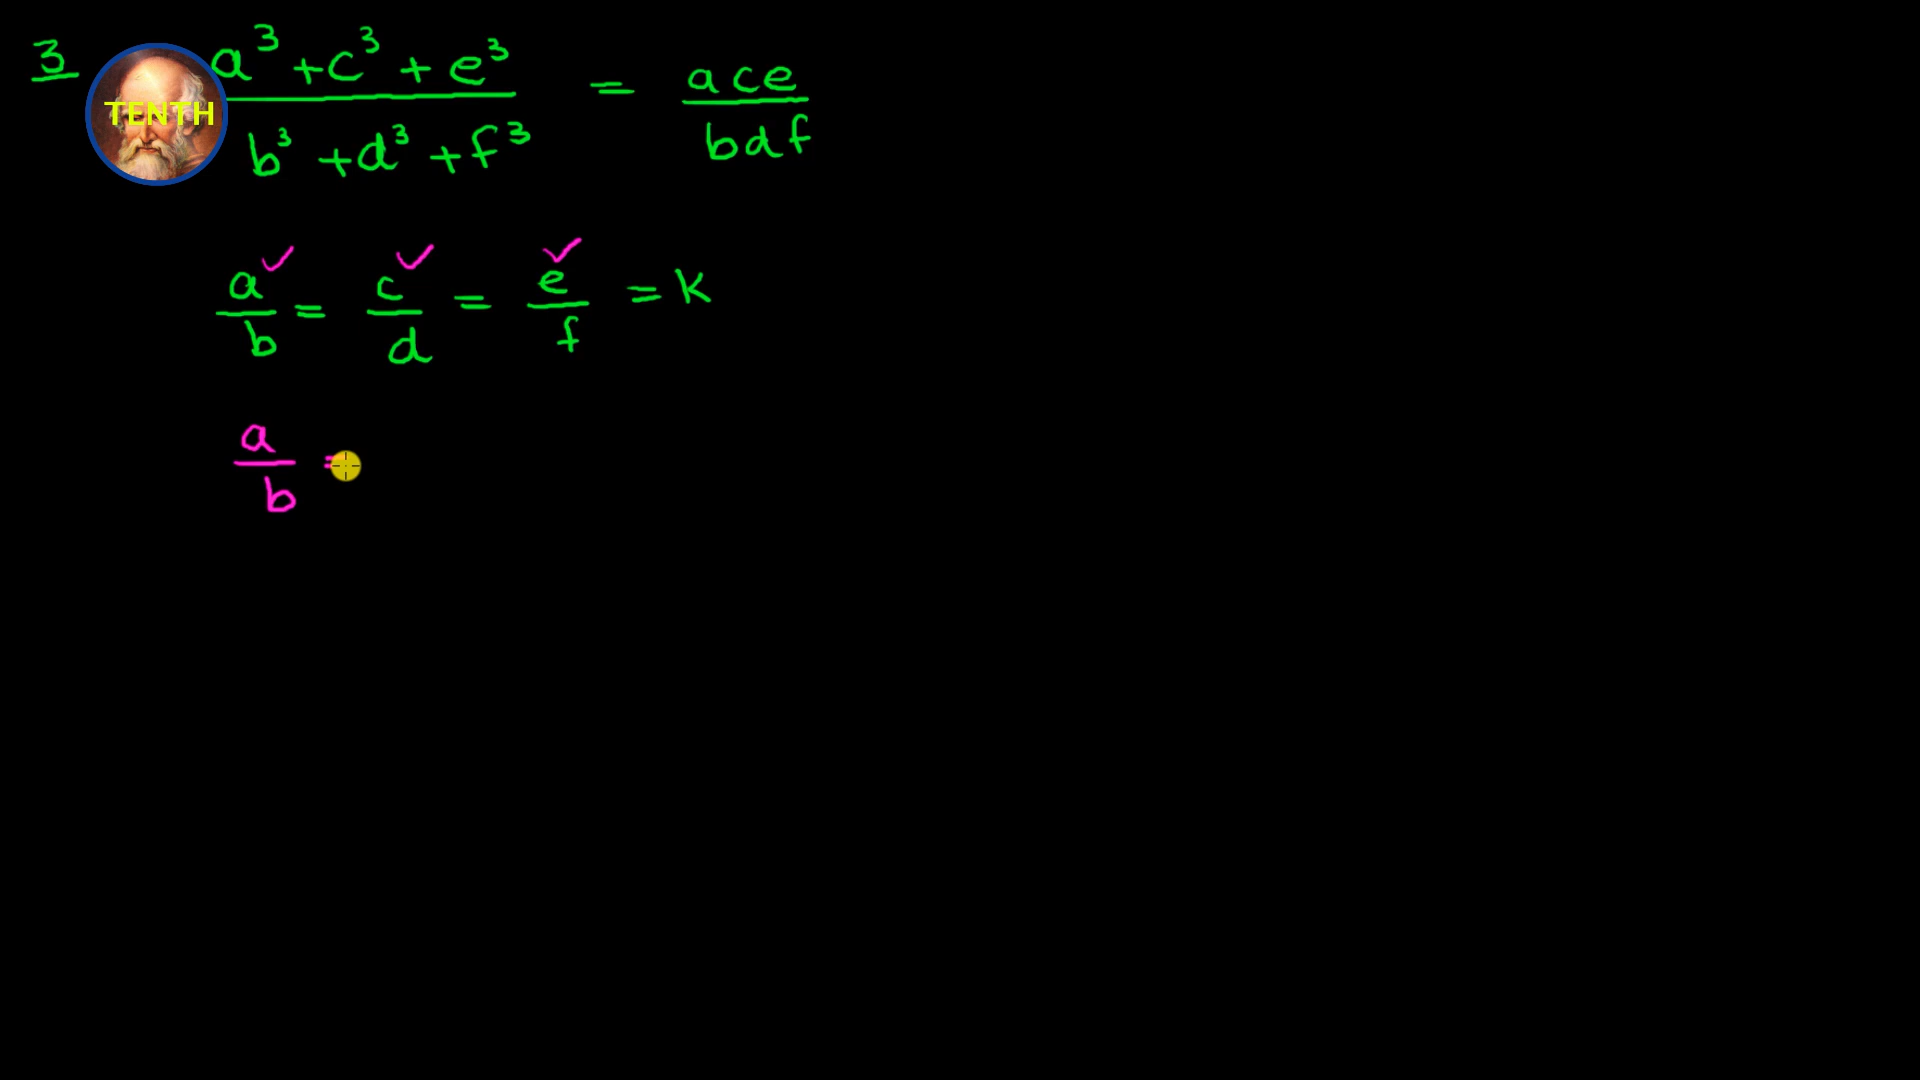 3
TENTH
a³ + c³ + e³ / b³ + d³ + f³ = ace / bdf
a/b = c/d = e/f = k
a/b =